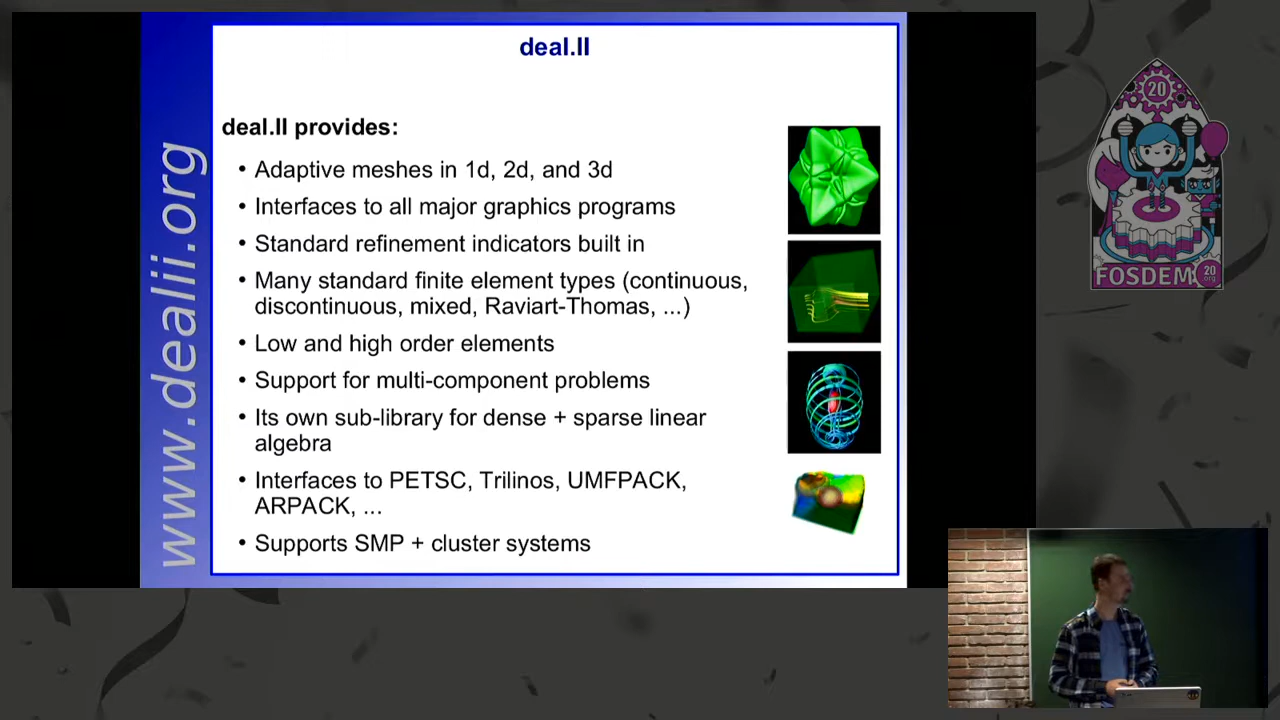 deal.II
deal.II provides:
• Adaptive meshes in 1d, 2d, and 3d
• Interfaces to all major graphics programs
• Standard refinement indicators built in
• Many standard finite element types (continuous,
discontinuous, mixed, Raviart-Thomas, ...)
• Low and high order elements
• Support for multi-component problems
• Its own sub-library for dense + sparse linear
algebra
• Interfaces to PETSC, Trilinos, UMFPACK,
ARPACK, ...
• Supports SMP + cluster systems
www.dealii.org
20
FOSDEM
20
org